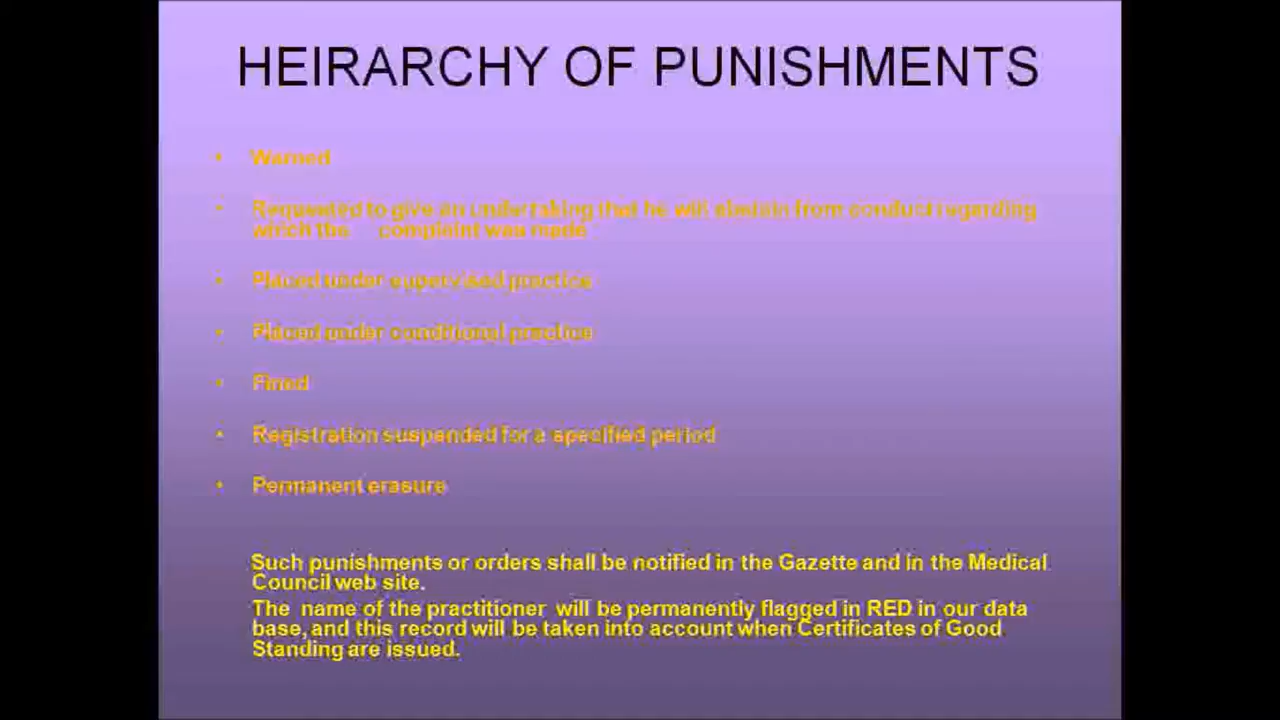 HEIRARCHY OF PUNISHMENTS
• Warned
• Requested to give an undertaking that he will abstain from conduct regarding
which the complaint was made
• Placed under supervised practice
• Placed under conditional practice
• Fined
• Registration suspended for a specified period
• Permanent erasure
Such punishments or orders shall be notified in the Gazette and in the Medical
Council web site.
The name of the practitioner will be permanently flagged in RED in our data
base, and this record will be taken into account when Certificates of Good
Standing are issued.